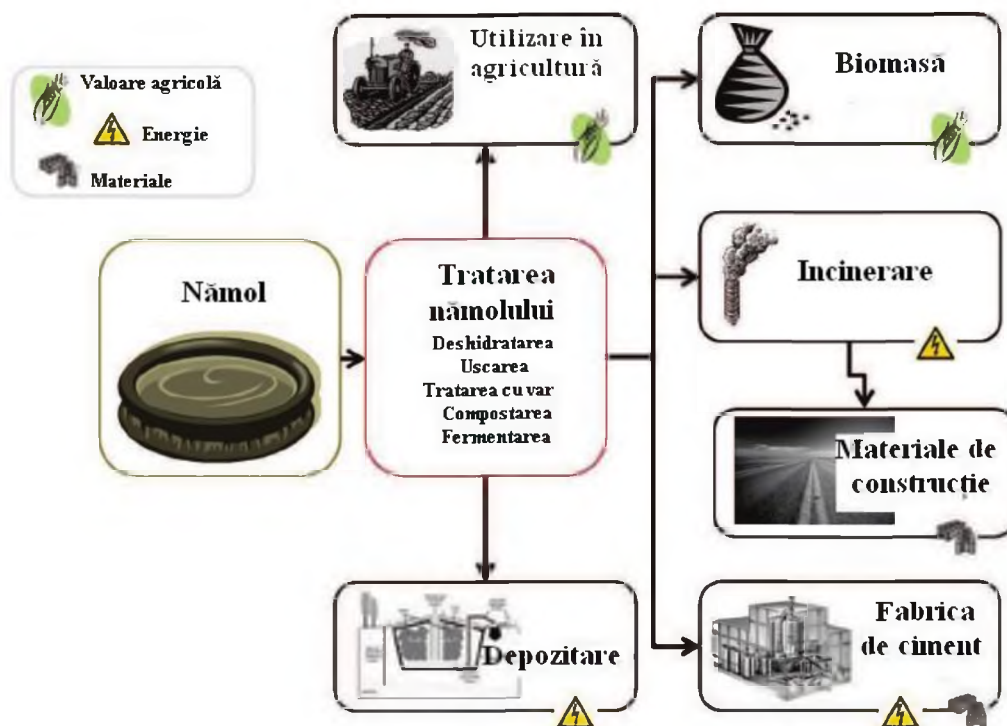 Valoare agricolă
Energie
Materiale
Utilizare în
agricultură
Biomasă
Nămol
Tratarea
nămolului
Deshidratarea
Uscarea
Tratarea cu var
Compostarea
Fermentarea
Incinerare
Materiale de
construcție
Depozitare
Fabrica
de ciment